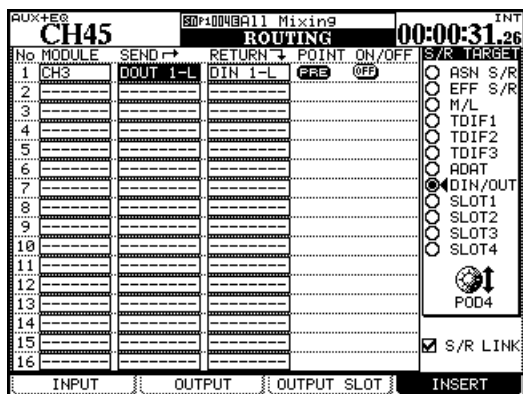 AUX+EQ
CH45
1004 All Mixing
ROUTING
INT
00:00:31.26
No MODULE SEND RETURN POINT ON/OFF
1 CH3 DOUT 1-L DIN 1-L PRE OFF
2 ------- ------- -------
3 ------- ------- -------
4 ------- ------- -------
5 ------- ------- -------
6 ------- ------- -------
7 ------- ------- -------
8 ------- ------- -------
9 ------- ------- -------
10 ------- ------- -------
11 ------- ------- -------
12 ------- ------- -------
13 ------- ------- -------
14 ------- ------- -------
15 ------- ------- -------
16 ------- ------- -------
S/R TARGET
ASN S/R
EFF S/R
M/L
TDIF1
TDIF2
TDIF3
ADAT
DIN/OUT
SLOT1
SLOT2
SLOT3
SLOT4
POD4
S/R LINK
INPUT OUTPUT OUTPUT SLOT INSERT